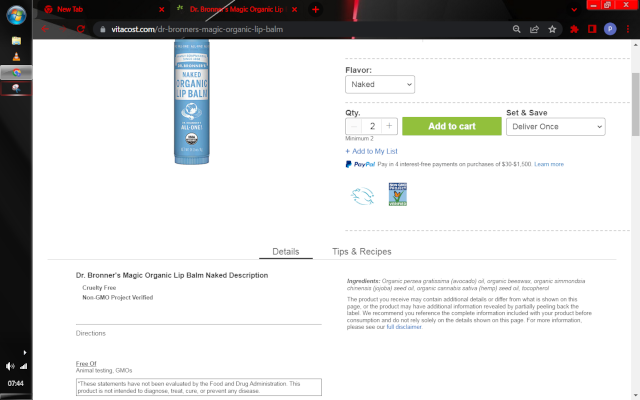 New Tab
Dr. Bronner's Magic Organic Lip
vitacost.com/dr-bronners-magic-organic-lip-balm
P
DR. BRONNER'S
NAKED
ORGANIC
LIP BALM
ALL-ONE!
Flavor:
Naked
Qty.
Set & Save
2
+
Add to cart
Deliver Once
Minimum 2
+ Add to My List
PayPal Pay in 4 interest-free payments on purchases of $30-$1,500. Learn more
NON GMO
VERIFIED
Details
Tips & Recipes
Dr. Bronner's Magic Organic Lip Balm Naked Description
Cruelty Free
Non-GMO Project Verified
Directions
Free Of
Animal testing, GMOs
*These statements have not been evaluated by the Food and Drug Administration. This
product is not intended to diagnose, treat, cure, or prevent any disease.
Ingredients: Organic persea gratissima (avocado) oil, organic beeswax, organic simmondsia
chinensis (jojoba) seed oil, organic cannabis sativa (hemp) seed oil, tocopherol
The product you receive may contain additional details or differ from what is shown on this
page, or the product may have additional information revealed by partially peeling back the
label. We recommend you reference the complete information included with your product before
consumption and do not rely solely on the details shown on this page. For more information,
please see our full disclaimer.
07:44